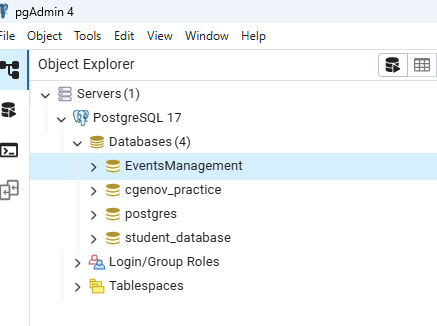 pgAdmin 4
File Object Tools Edit View Window Help
Object Explorer
Servers (1)
PostgreSQL 17
Databases (4)
EventsManagement
cgenov_practice
postgres
student_database
Login/Group Roles
Tablespaces